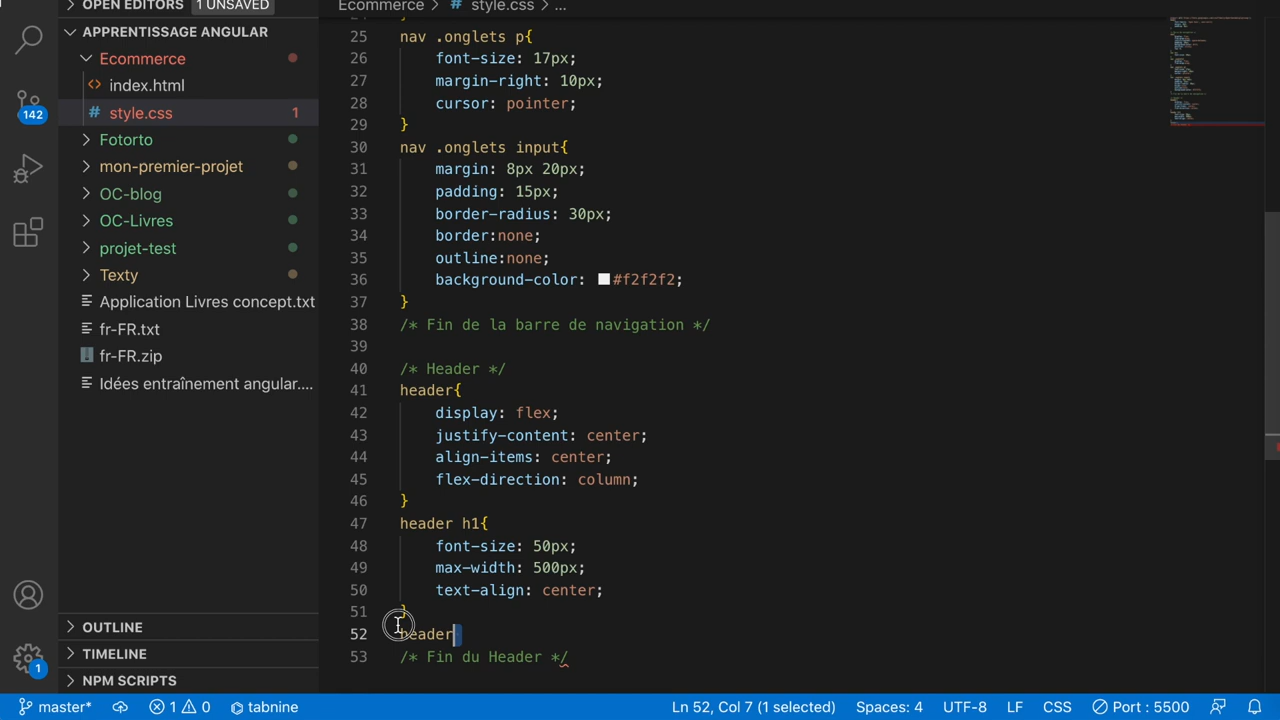 OPEN EDITORS 1 UNSAVED
APPRENTISSAGE ANGULAR
Ecommerce
index.html
style.css 1
Fotorto
mon-premier-projet
OC-blog
OC-Livres
projet-test
Texty
Application Livres concept.txt
fr-FR.txt
fr-FR.zip
Idées entraînement angular....
OUTLINE
TIMELINE
NPM SCRIPTS
142
1
Ecommerce > # style.css > ...
25 nav .onglets p{
26 font-size: 17px;
27 margin-right: 10px;
28 cursor: pointer;
29 }
30 nav .onglets input{
31 margin: 8px 20px;
32 padding: 15px;
33 border-radius: 30px;
34 border:none;
35 outline:none;
36 background-color: #f2f2f2;
37 }
38 /* Fin de la barre de navigation */
39
40 /* Header */
41 header{
42 display: flex;
43 justify-content: center;
44 align-items: center;
45 flex-direction: column;
46 }
47 header h1{
48 font-size: 50px;
49 max-width: 500px;
50 text-align: center;
51 }
52 header
53 /* Fin du Header */
master* 1 0 tabnine Ln 52, Col 7 (1 selected) Spaces: 4 UTF-8 LF CSS Port : 5500